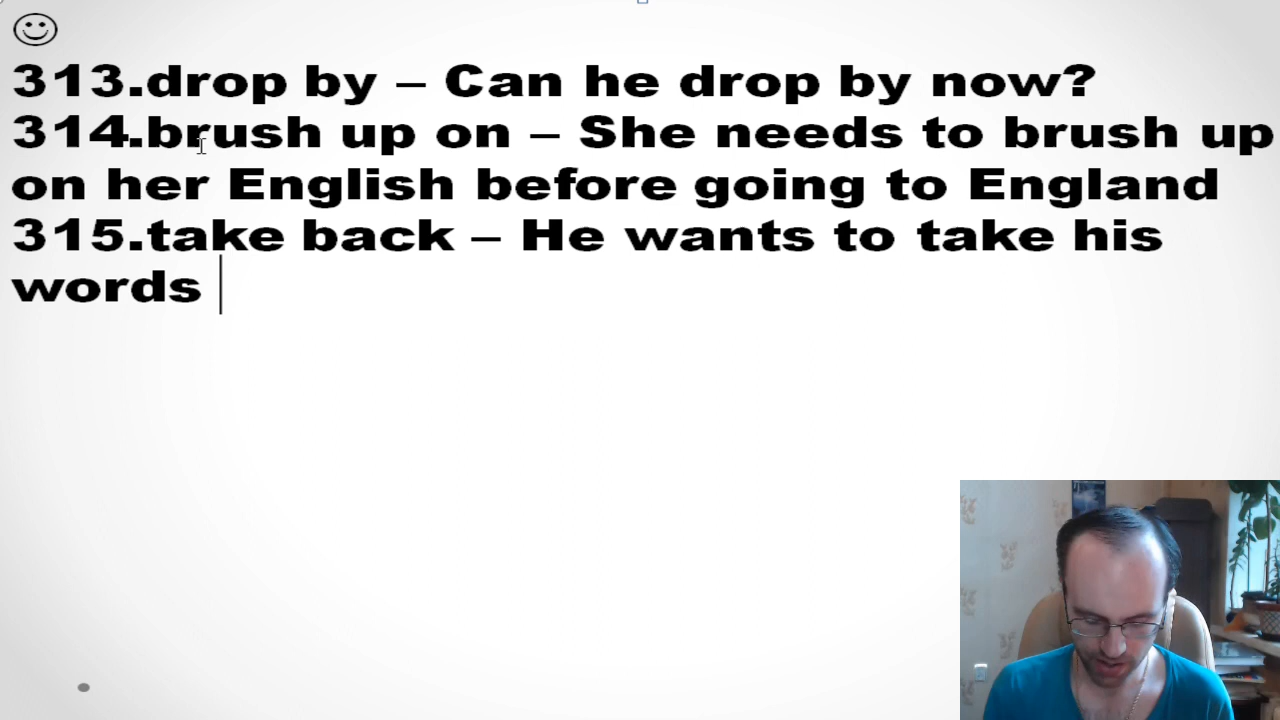 313.drop by – Can he drop by now?
314.brush up on – She needs to brush up
on her English before going to England
315.take back – He wants to take his
words